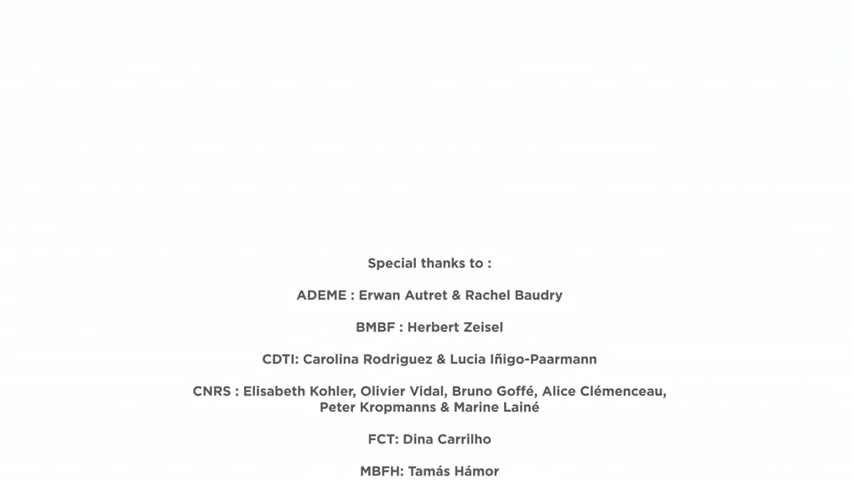 Special thanks to :
ADEME : Erwan Autret & Rachel Baudry
BMBF : Herbert Zeisel
CDTI: Carolina Rodriguez & Lucia Iñigo-Paarmann
CNRS : Elisabeth Kohler, Olivier Vidal, Bruno Goffé, Alice Clémenceau,
Peter Kropmanns & Marine Lainé
FCT: Dina Carrilho
MBFH: Tamás Hámor